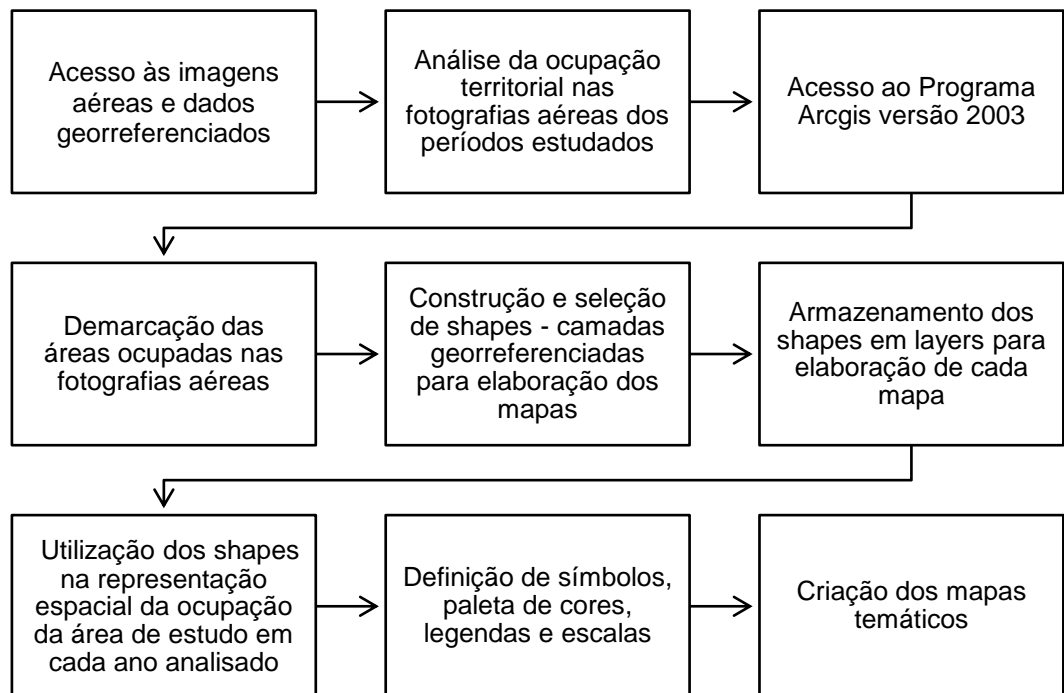 Acesso às imagens
aéreas e dados
georreferenciados
Análise da ocupação
territorial nas
fotografias aéreas dos
períodos estudados
Acesso ao Programa
Arcgis versão 2003
Demarcação das
áreas ocupadas nas
fotografias aéreas
Construção e seleção
de shapes - camadas
georreferenciadas
para elaboração dos
mapas
Armazenamento dos
shapes em layers para
elaboração de cada
mapa
Utilização dos shapes
na representação
espacial da ocupação
da área de estudo em
cada ano analisado
Definição de símbolos,
paleta de cores,
legendas e escalas
Criação dos mapas
temáticos